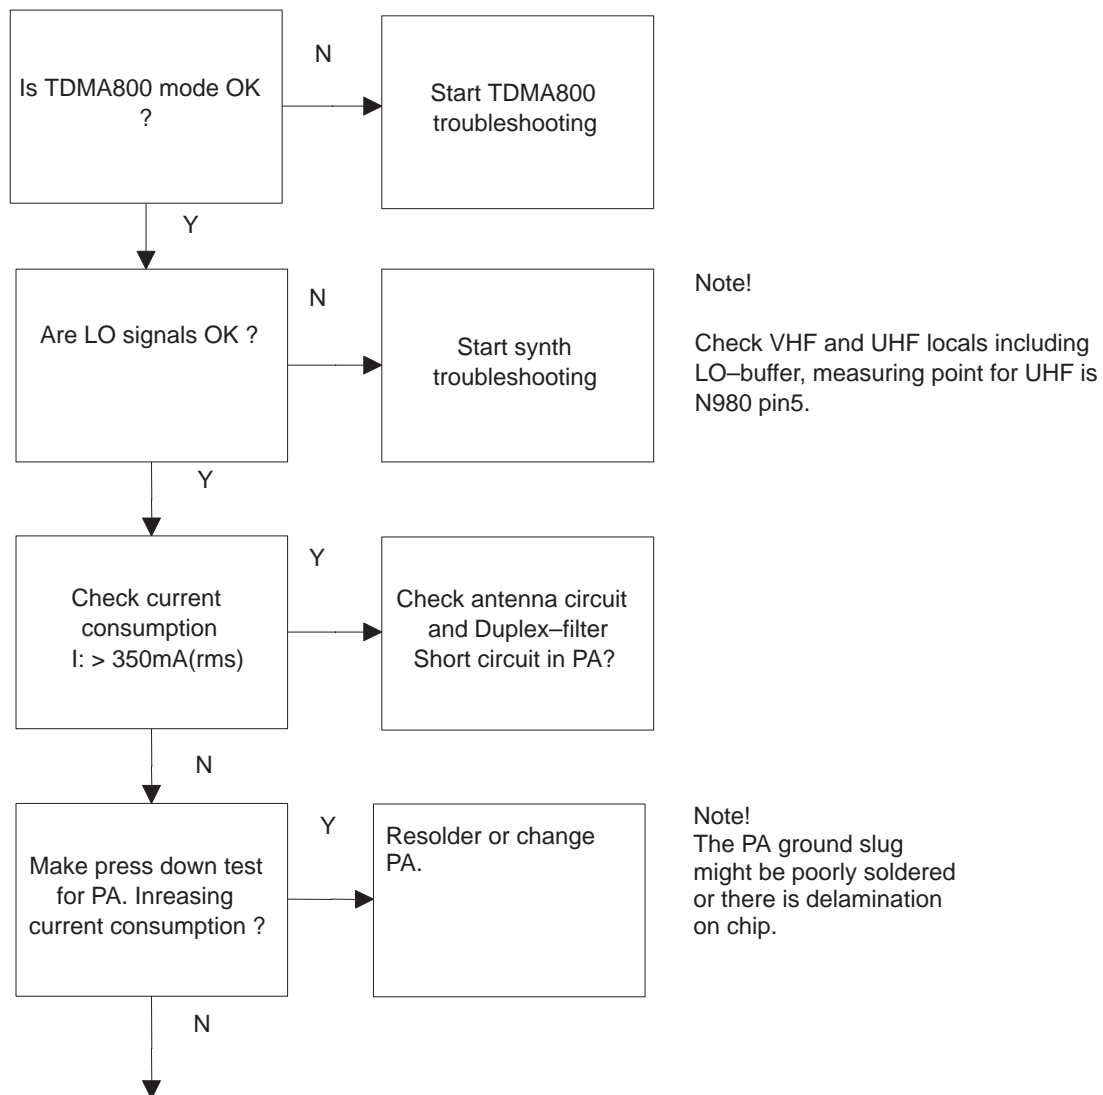 Is TDMA800 mode OK
?
N
Start TDMA800
troubleshooting
Y
Are LO signals OK ?
N
Start synth
troubleshooting
Note!
Check VHF and UHF locals including
LO–buffer, measuring point for UHF is
N980 pin5.
Y
Check current
consumption
I: > 350mA(rms)
Y
Check antenna circuit
and Duplex–filter
Short circuit in PA?
N
Make press down test
for PA. Inreasing
current consumption ?
Y
Resolder or change
PA.
Note!
The PA ground slug
might be poorly soldered
or there is delamination
on chip.
N